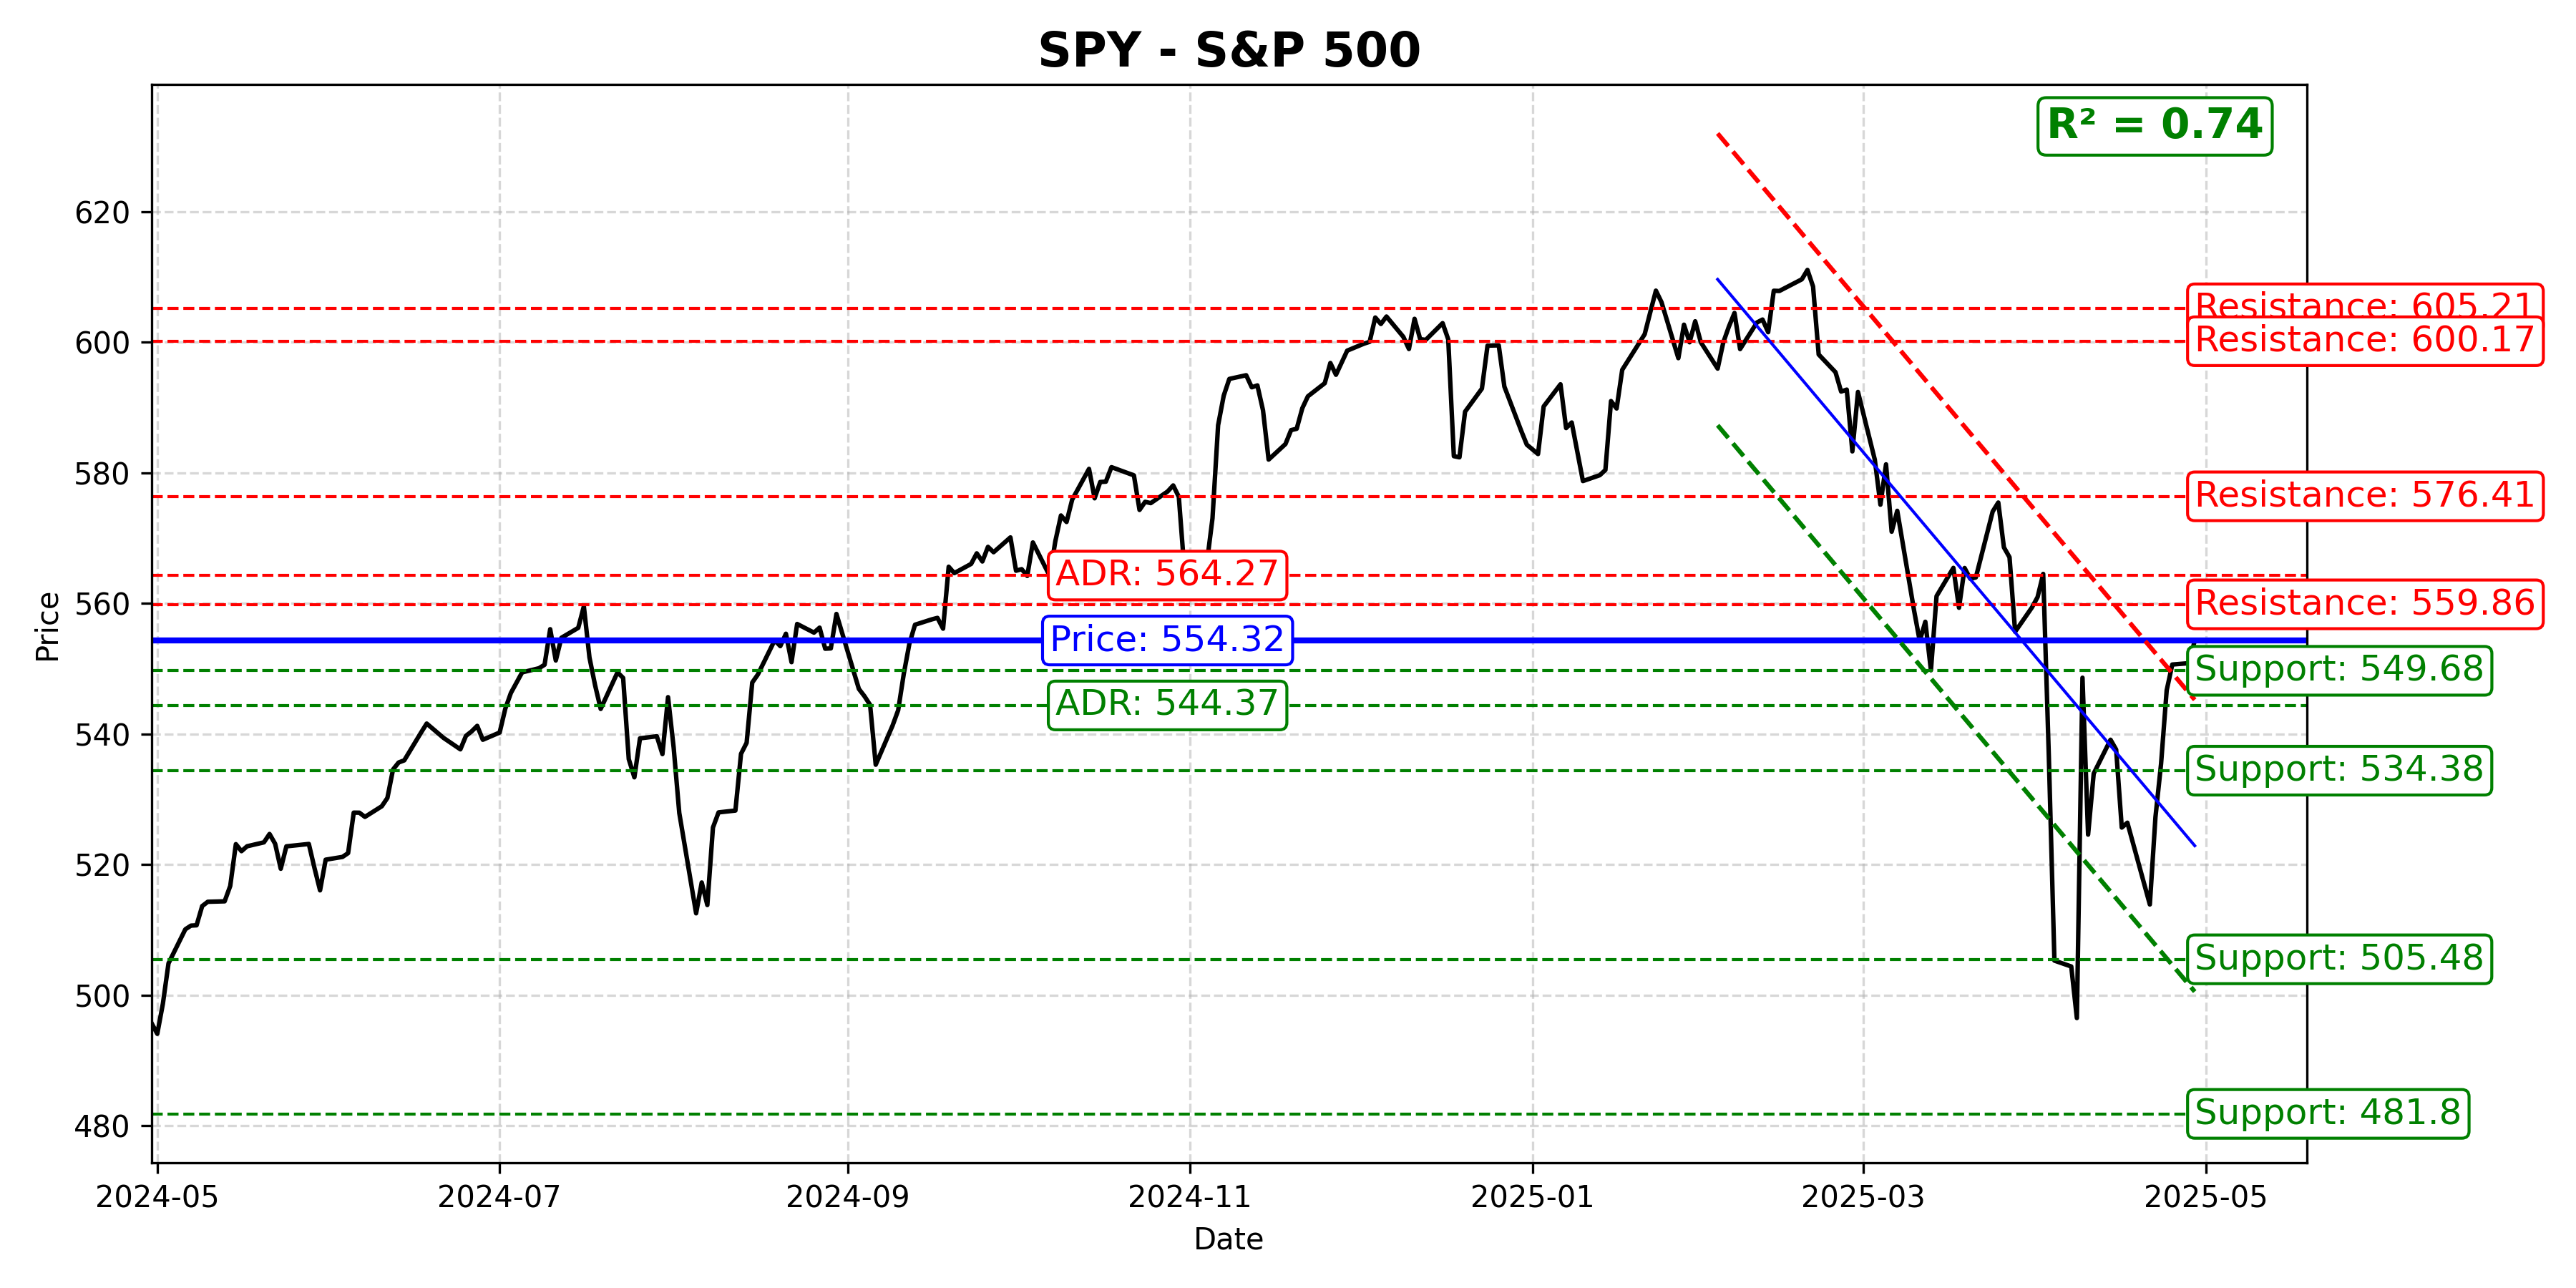 SPY - S&P 500
R² = 0.74
Price
620
600
580
560
540
520
500
480
Resistance: 605.21
Resistance: 600.17
Resistance: 576.41
ADR: 564.27
Resistance: 559.86
Price: 554.32
Support: 549.68
ADR: 544.37
Support: 534.38
Support: 505.48
Support: 481.8
2024-05
2024-07
2024-09
2024-11
2025-01
2025-03
2025-05
Date